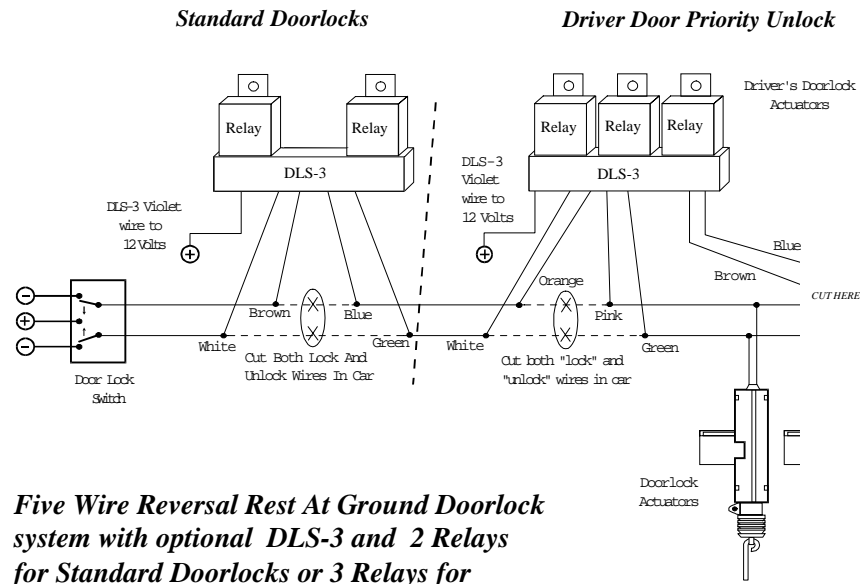 Standard Doorlocks
Driver Door Priority Unlock
Driver's Doorlock
Actuators
Relay
Relay
DLS-3
DLS-3 Violet
wire to
12 Volts
Relay
Relay
Relay
DLS-3
DLS-3
Violet
wire to
12 Volts
Blue
Brown
CUT HERE
Door Lock
Switch
White
Brown
Blue
Green
Cut Both Lock And
Unlock Wires In Car
White
Orange
Pink
Green
Cut both "lock" and
"unlock" wires in car
Doorlock
Actuators
Five Wire Reversal Rest At Ground Doorlock
system with optional DLS-3 and 2 Relays
for Standard Doorlocks or 3 Relays for